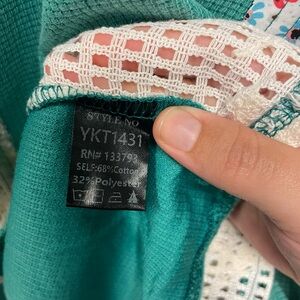 STYLE NO
YKT1431
RN# 133793
SELF:68%Cotton
32%Polyester